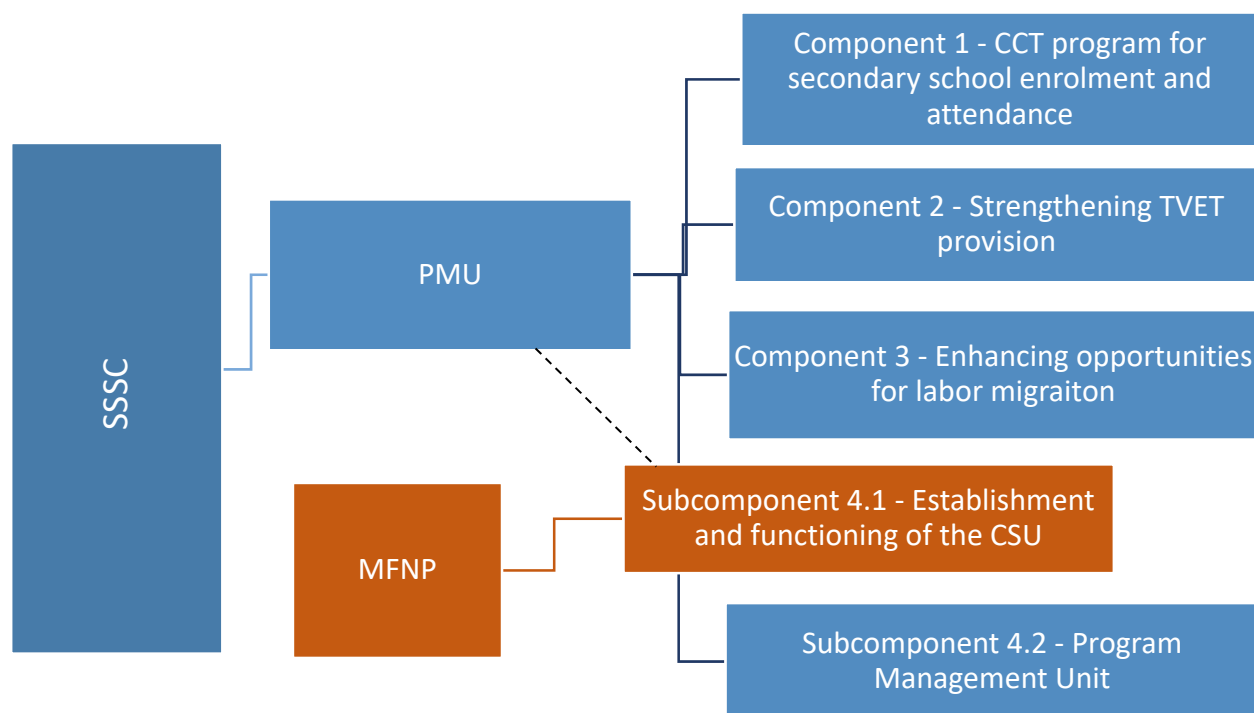 SSSC
PMU
MFNP
Component 1 - CCT program for
secondary school enrolment and
attendance
Component 2 - Strengthening TVET
provision
Component 3 - Enhancing opportunities
for labor migraiton
Subcomponent 4.1 - Establishment
and functioning of the CSU
Subcomponent 4.2 - Program
Management Unit